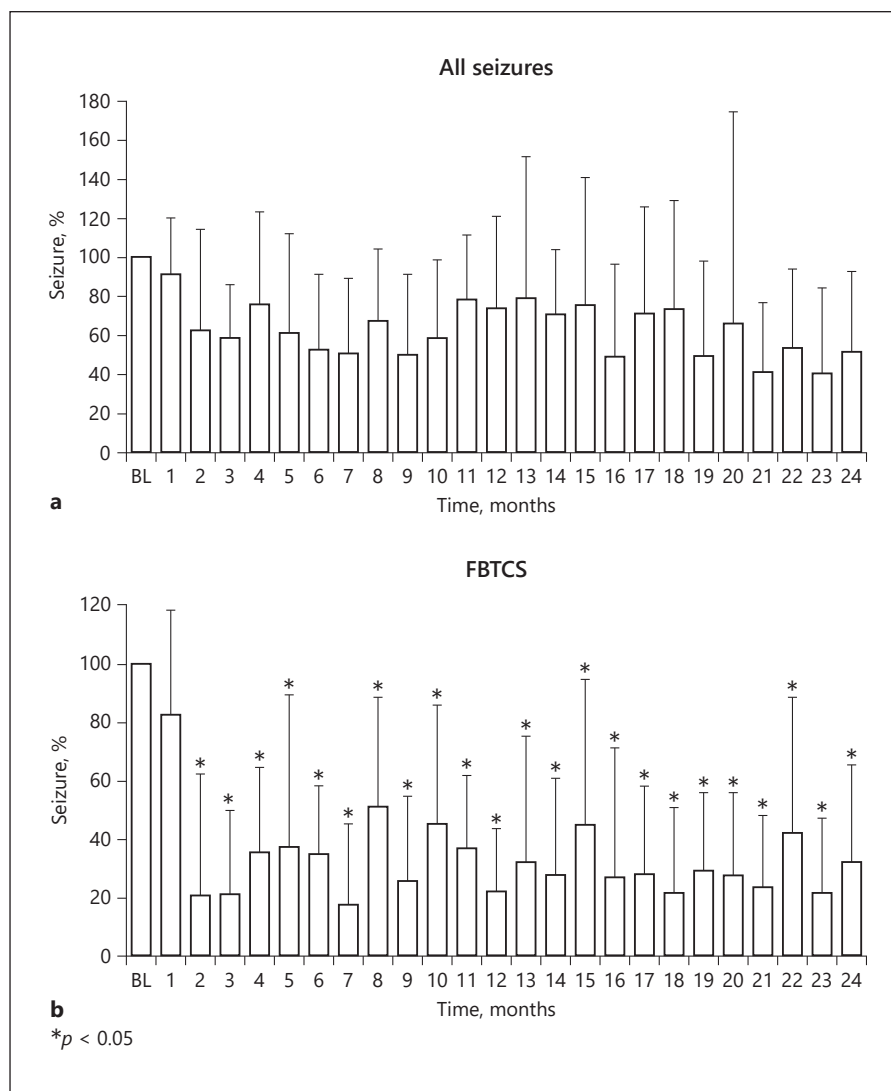 All seizures
180
160
140
120
100
80
60
40
20
0
Seizure, %
BL 1 2 3 4 5 6 7 8 9 10 11 12 13 14 15 16 17 18 19 20 21 22 23 24
a
Time, months
FBTCS
120
100
80
60
40
20
0
Seizure, %
* * * * * * * * * * * * * * * * * * * * * * *
BL 1 2 3 4 5 6 7 8 9 10 11 12 13 14 15 16 17 18 19 20 21 22 23 24
b
Time, months
*p < 0.05